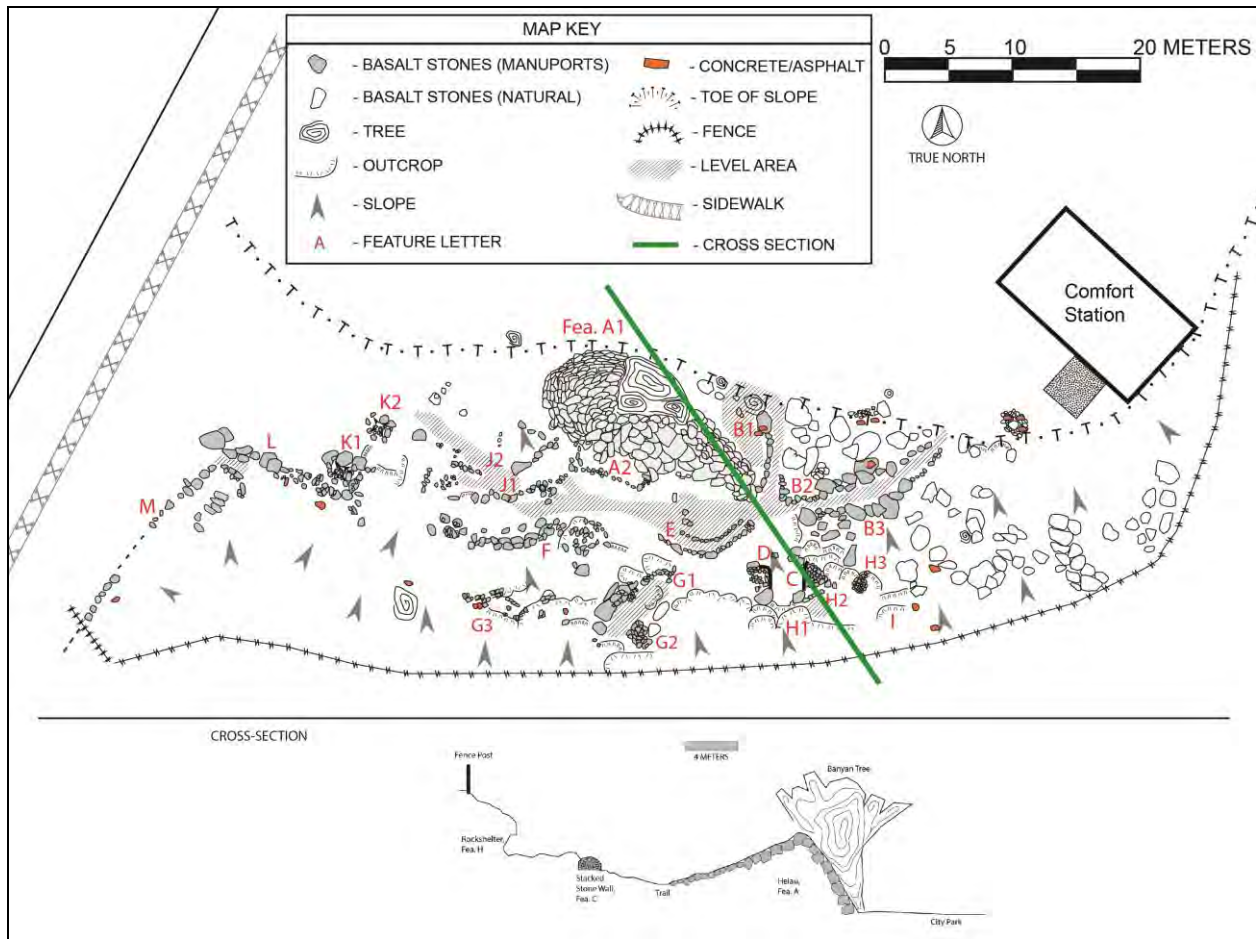 MAP KEY
- BASALT STONES (MANUPORTS)
- BASALT STONES (NATURAL)
- TREE
- OUTCROP
- SLOPE
A - FEATURE LETTER
- CONCRETE/ASPHALT
- TOE OF SLOPE
- FENCE
- LEVEL AREA
- SIDEWALK
- CROSS SECTION
0 5 10 20 METERS
TRUE NORTH
Comfort
Station
Fea. A1
K2
B1
L
K1
J2
A2
J1
B2
M
B3
E
F
D
H3
G1
C
H2
G3
I
H1
G2
CROSS-SECTION
4 METERS
Fence Post
Banyan Tree
Rockshelter,
Fea. H
Stacked
Stone Wall,
Fea. C
Trail
Heiau,
Fea. A
City Park